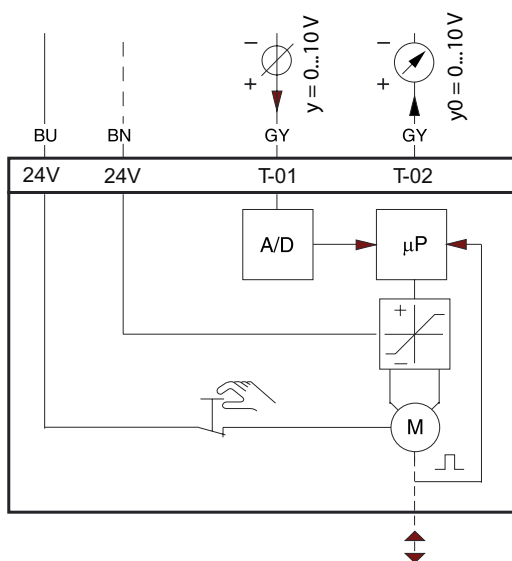 y = 0...10 V
y0 = 0...10 V
− −
+ +
BU BN GY GY
24V 24V T-01 T-02
A/D µP
+
−
M